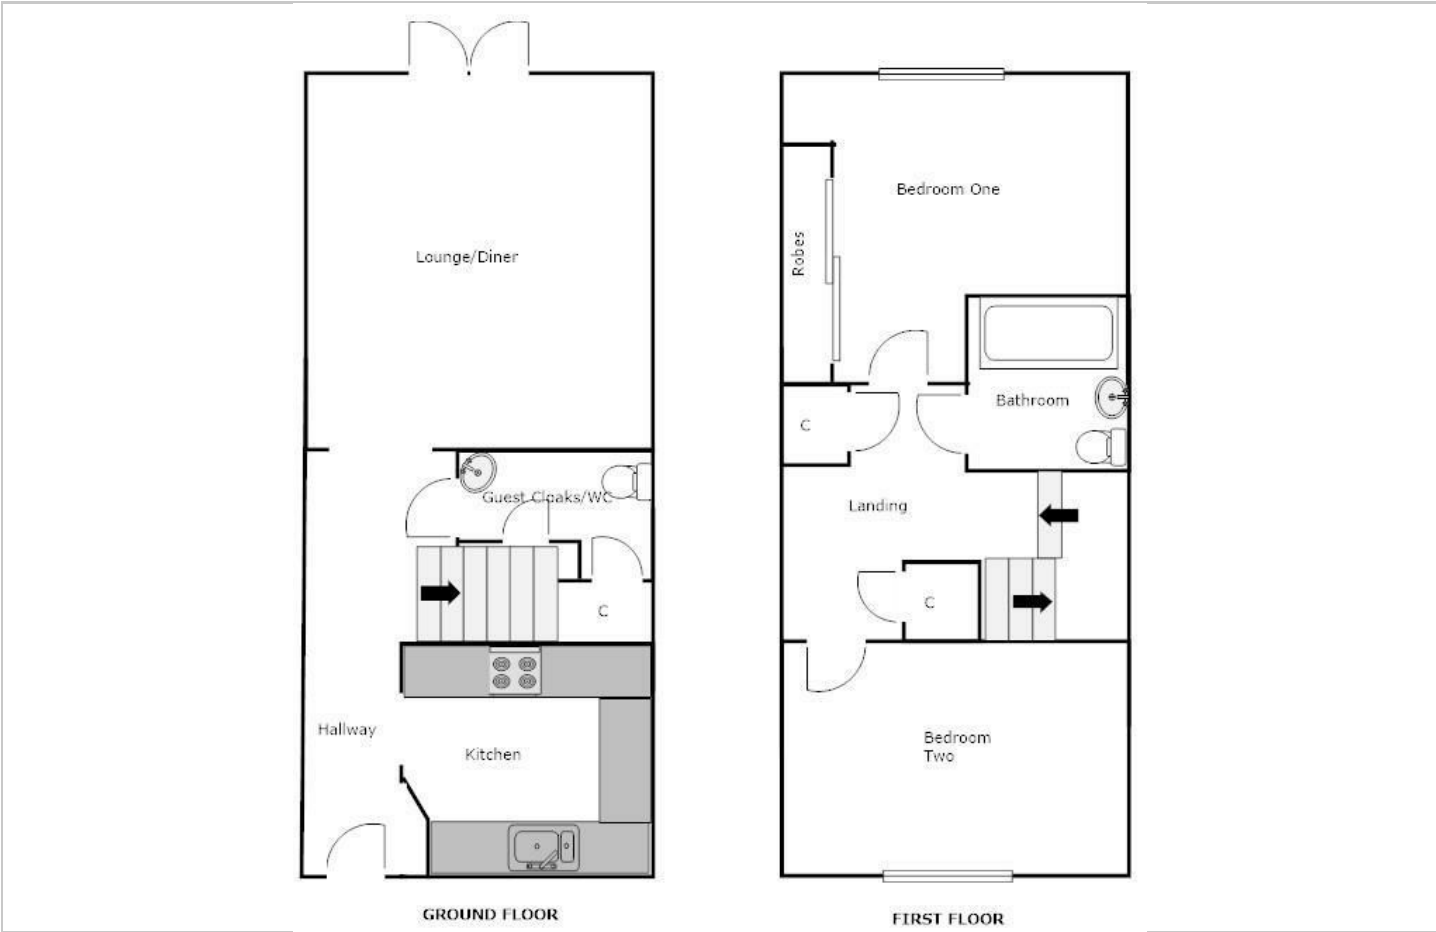 Lounge/Diner
Guest Cloaks/WC
C
Hallway
Kitchen
GROUND FLOOR
Bedroom One
Robes
Bathroom
C
Landing
C
Bedroom
Two
FIRST FLOOR